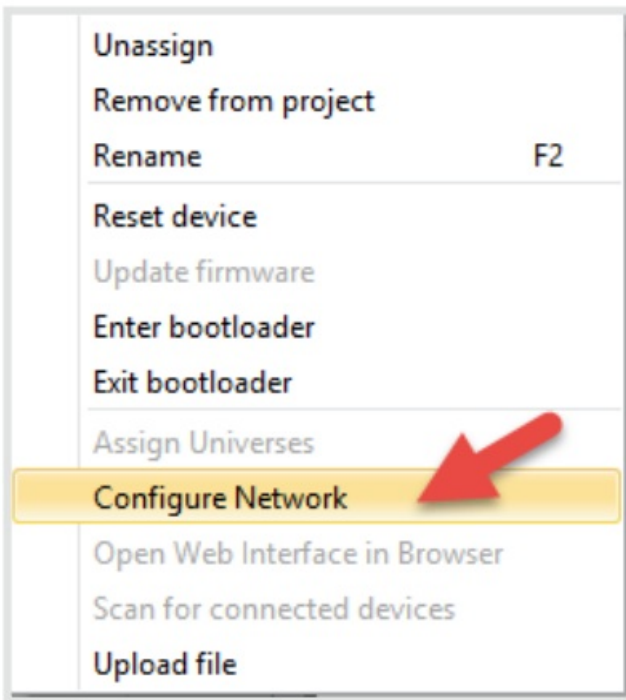 Unassign
Remove from project
Rename F2
Reset device
Update firmware
Enter bootloader
Exit bootloader
Assign Universes
Configure Network
Open Web Interface in Browser
Scan for connected devices
Upload file